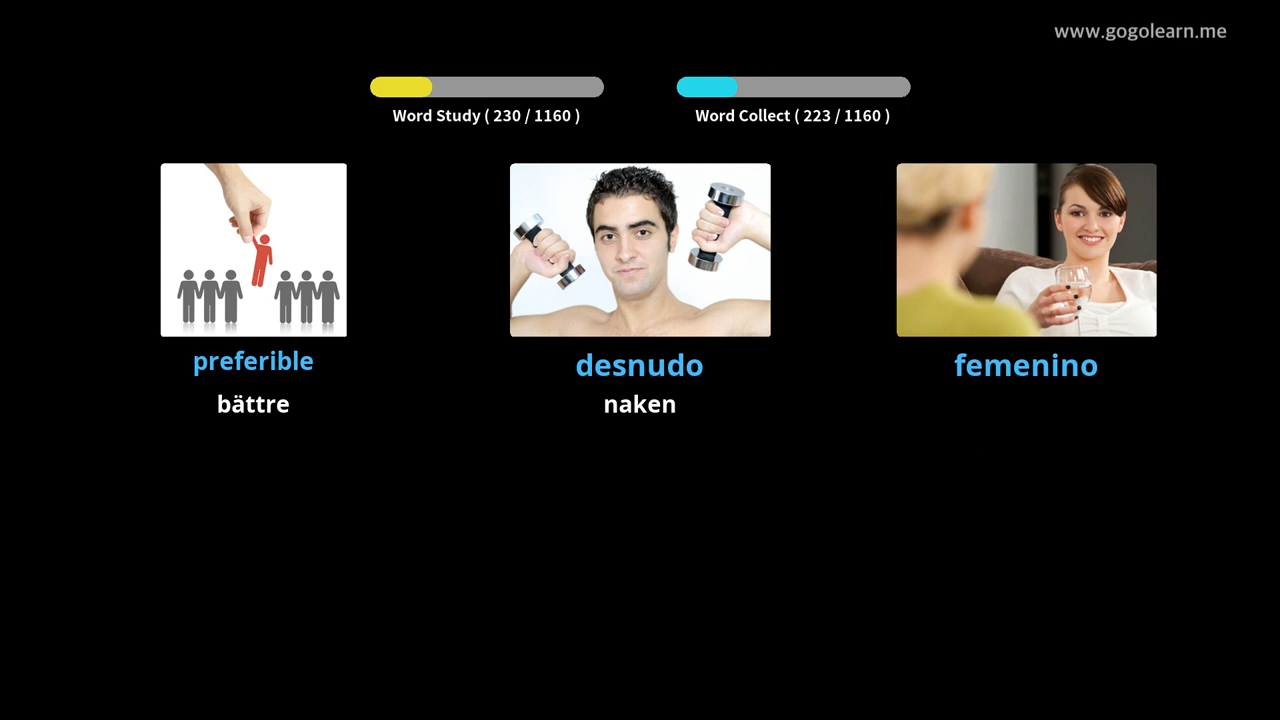 www.gogolearn.me
Word Study ( 230 / 1160 )
Word Collect ( 223 / 1160 )
preferible
desnudo
femenino
bättre
naken